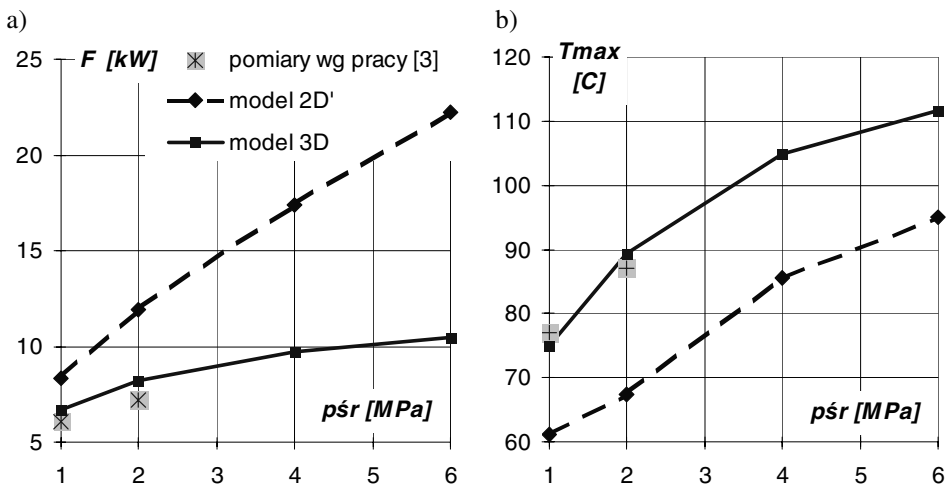 a)
F [kW]
pomiary wg pracy [3]
model 2D'
model 3D
25
20
15
10
5
1 2 3 4 5 6
pśr [MPa]
b)
Tmax
[C]
120
110
100
90
80
70
60
1 2 3 4 5 6
pśr [MPa]